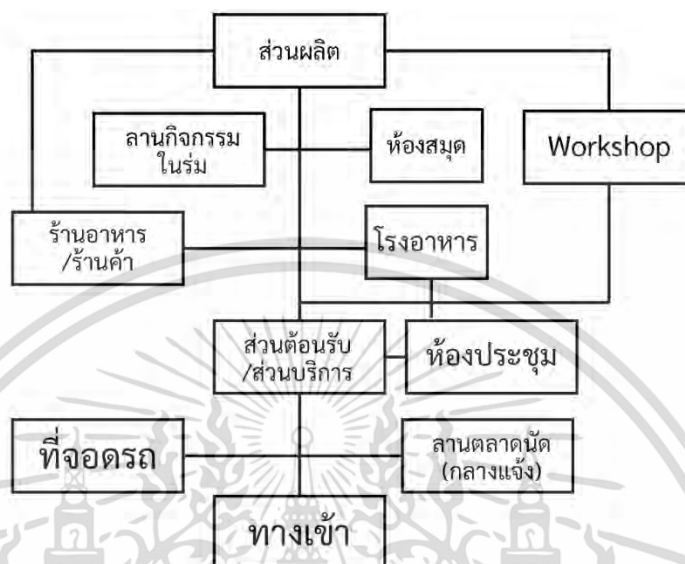 ส่วนผลิต
ลานกิจกรรม
ในร่ม
ห้องสมุด
Workshop
ร้านอาหาร
/ร้านค้า
โรงอาหาร
ส่วนต้อนรับ
/ส่วนบริการ
ห้องประชุม
ที่จอดรถ
ลานตลาดนัด
(กลางแจ้ง)
ทางเข้า